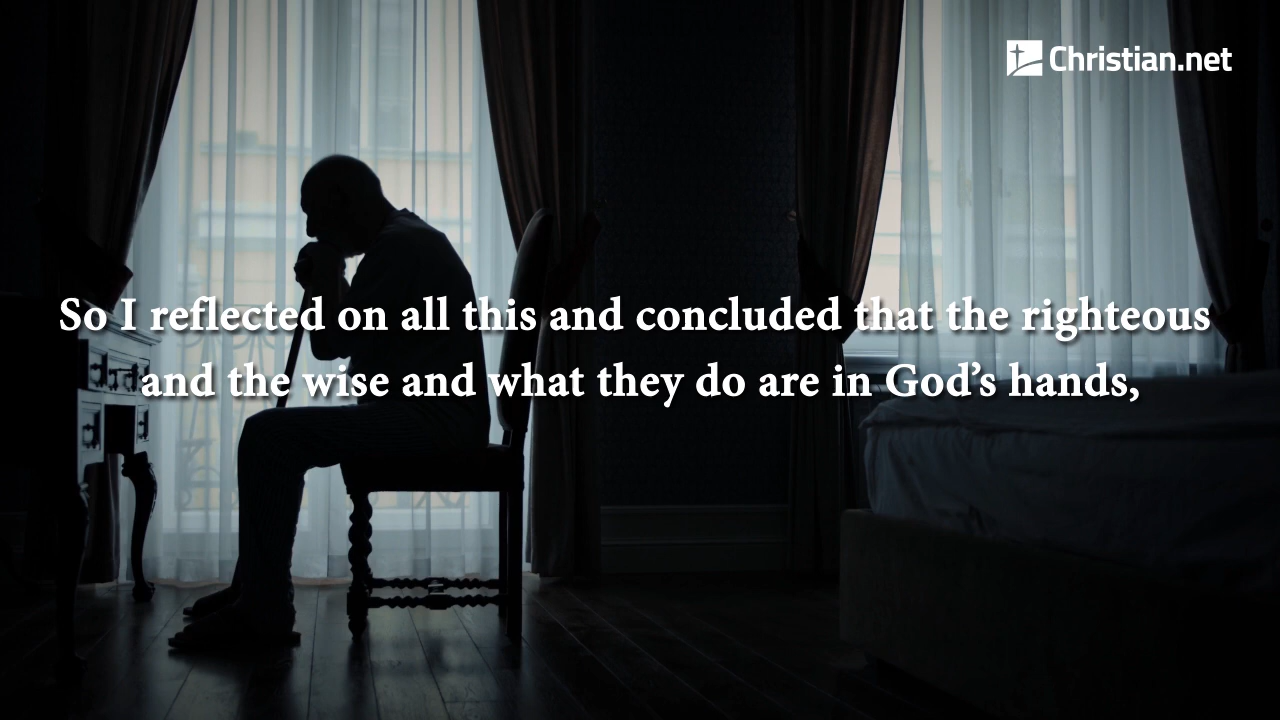 Christian.net
So I reflected on all this and concluded that the righteous
and the wise and what they do are in God’s hands,